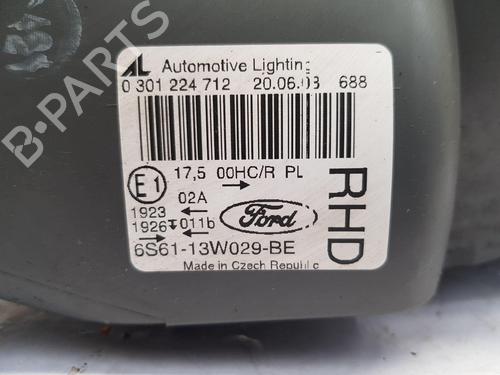 AL Automotive Lighting
0 301 224 712 20.06.08 688
17,5 00HC/R PL
E1
02A
1923
1926 011b
Ford
6S61-13W029-BE
Made in Czech Republic
RHD
B-PARTS